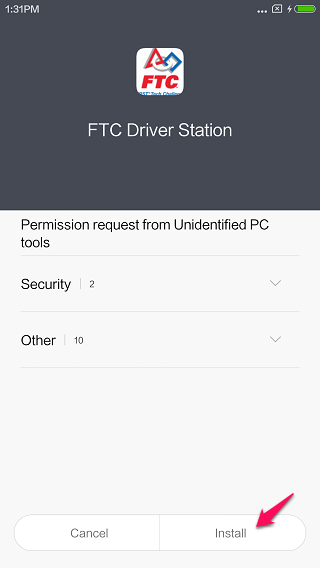 1:31PM
FTC
FTC Driver Station
Permission request from Unidentified PC
tools
Security 2
Other 10
Cancel Install